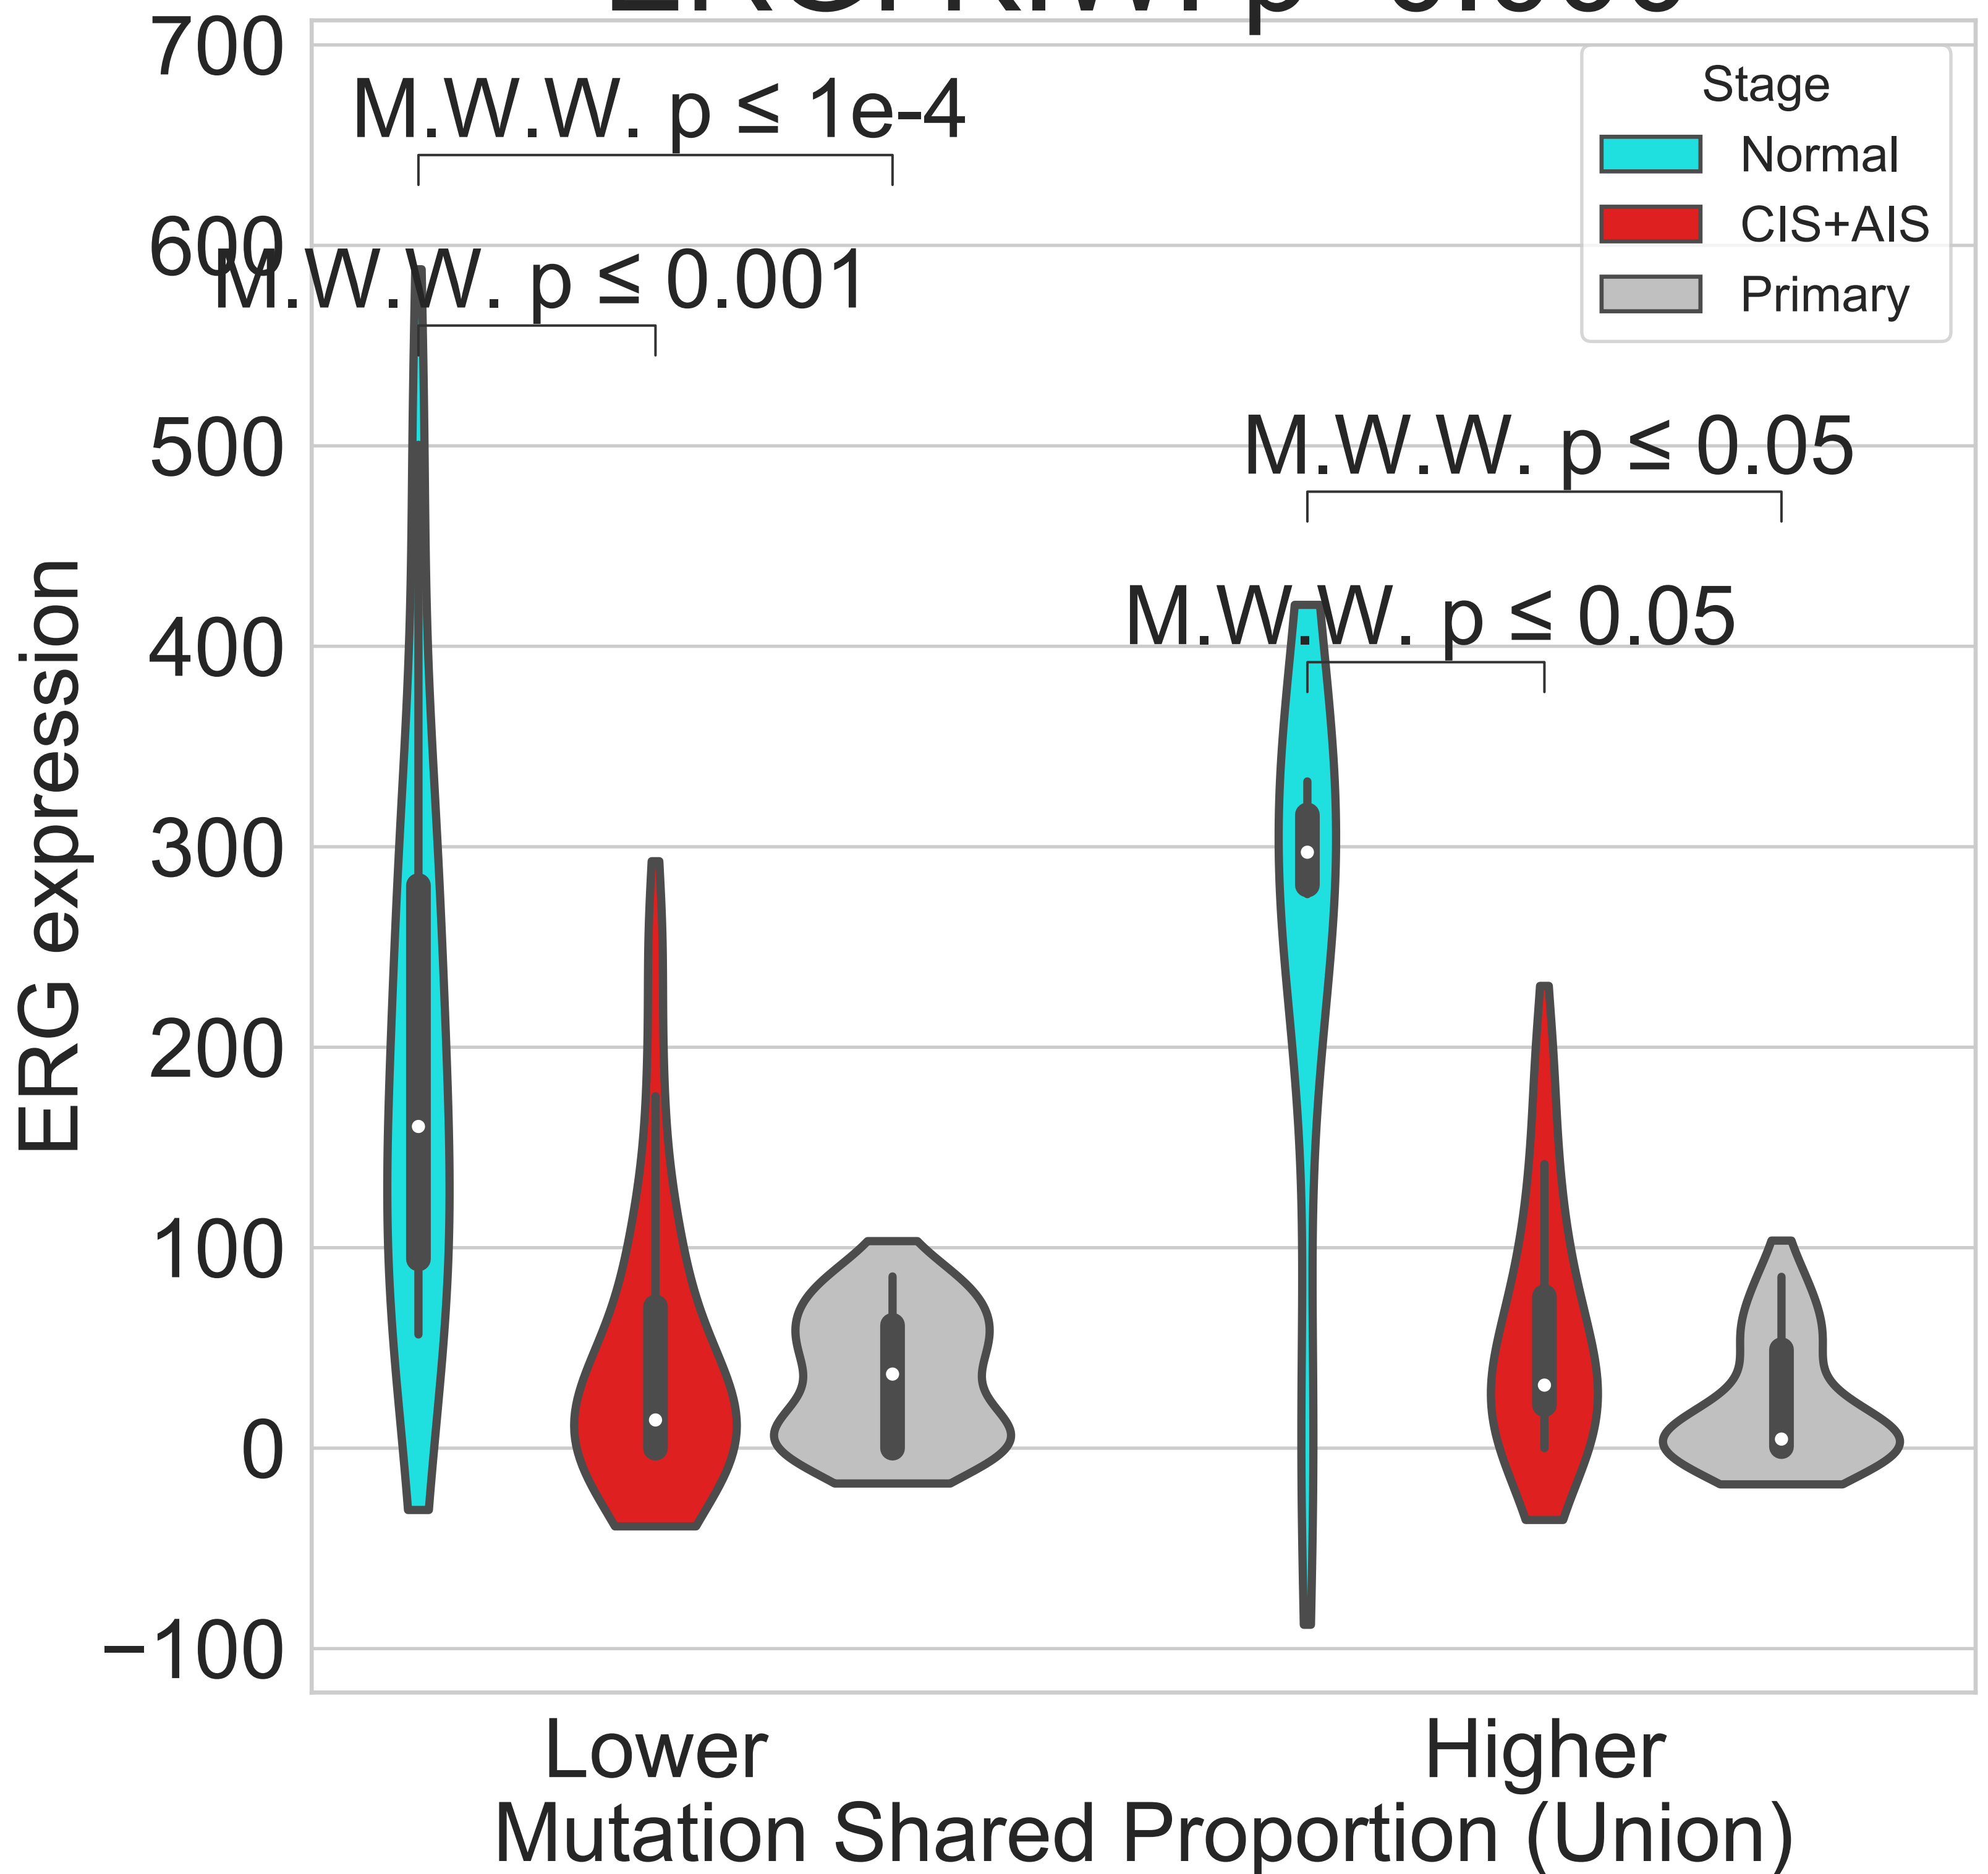 700
M.W.W. p ≤ 1e-4
Stage
Normal
CIS+AIS
Primary
600
M.W.W. p ≤ 0.001
500
M.W.W. p ≤ 0.05
400
M.W.W. p ≤ 0.05
300
200
100
0
−100
ERG expression
Lower
Higher
Mutation Shared Proportion (Union)